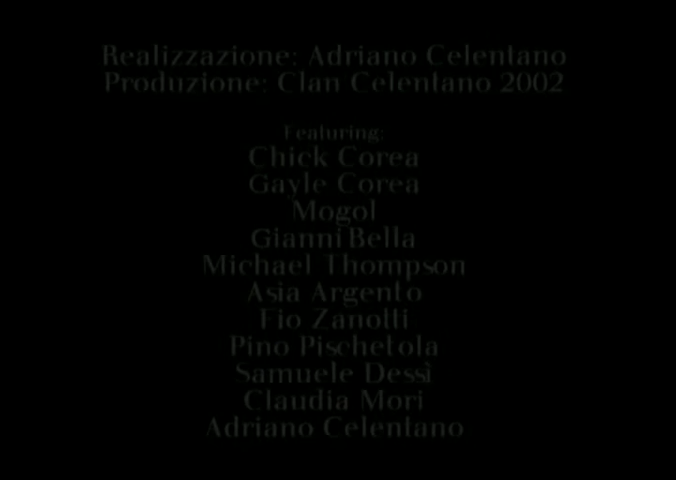 Realizzazione: Adriano Celentano
Produzione: Clan Celentano 2002
Featuring:
Chick Corea
Gayle Corea
Mogol
Gianni Bella
Michael Thompson
Asia Argento
Fio Zanotti
Pino Pischetola
Samuele Dessì
Claudia Mori
Adriano Celentano